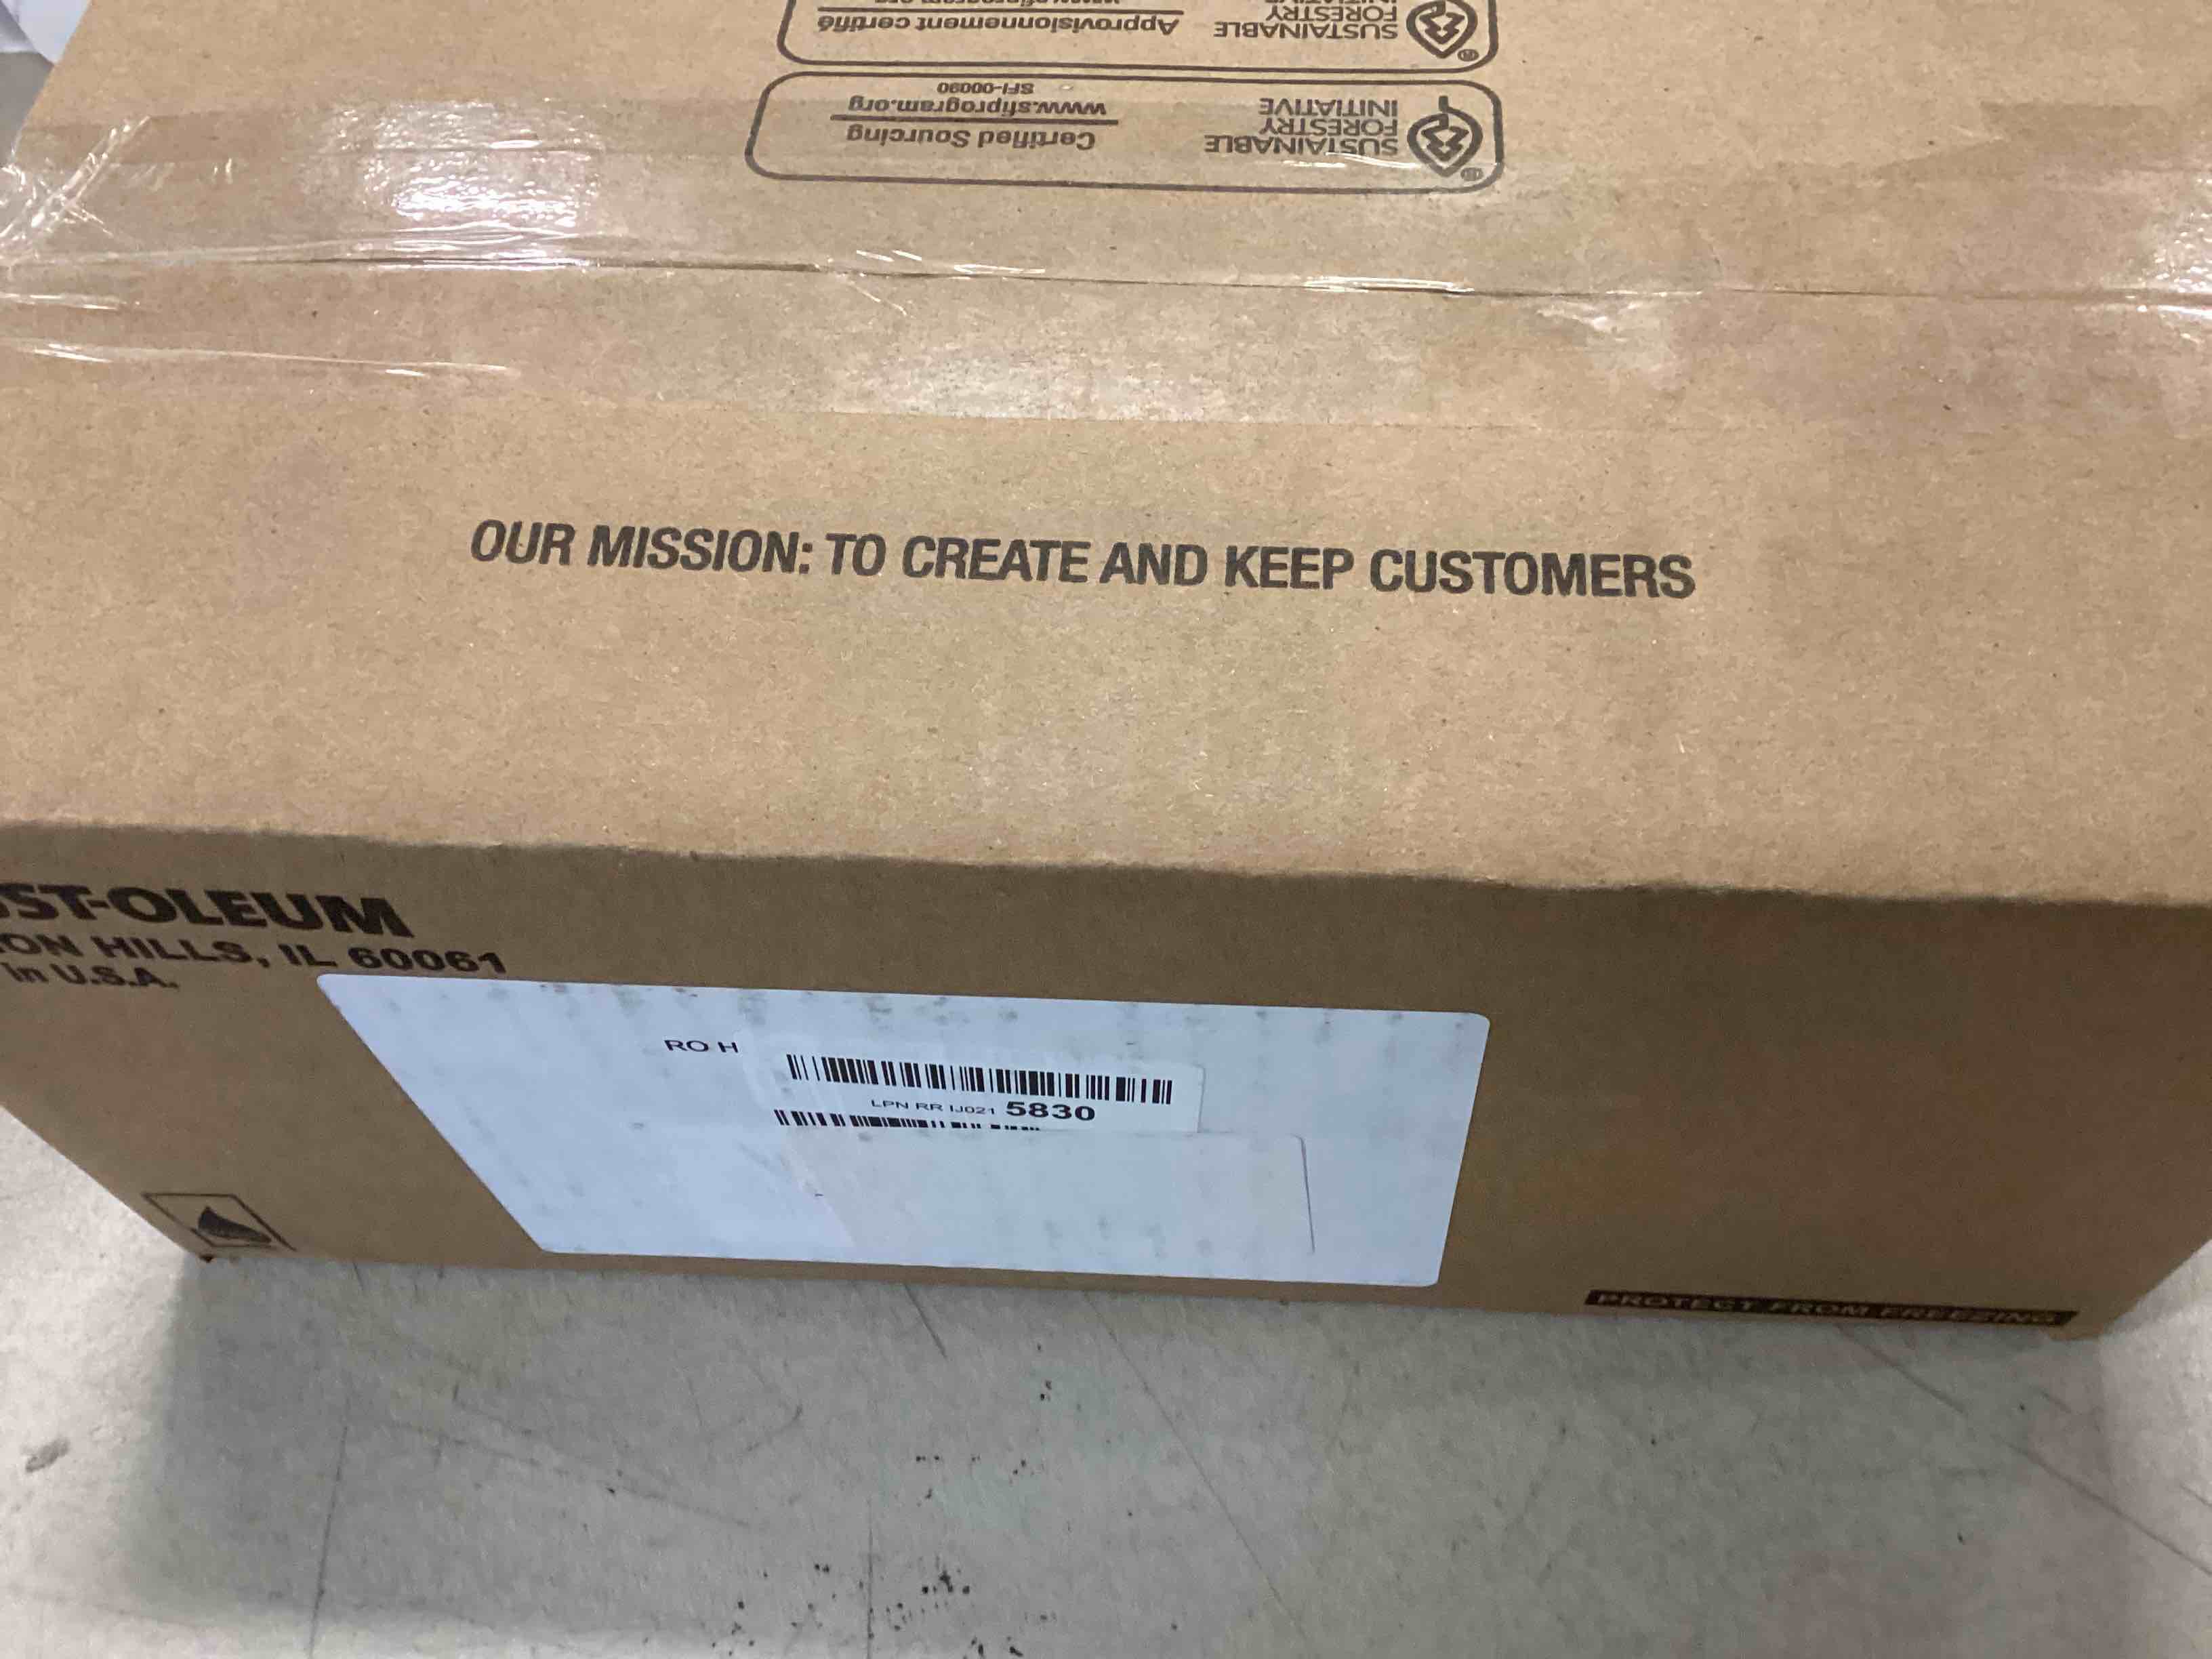 Approvisionnement certifié
SUSTAINABLE
FORESTRY
Certified Sourcing
www.sfiprogram.org
SFI-00090
SUSTAINABLE
FORESTRY
INITIATIVE
OUR MISSION: TO CREATE AND KEEP CUSTOMERS
ST-OLEUM
ON HILLS, IL 60061
in U.S.A.
RO H
LPN RR IJ021 5830
PROTECT FROM FREEZING